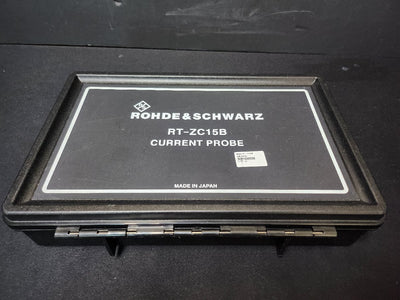 ROHDE&SCHWARZ
RT-ZC15B
CURRENT PROBE
MADE IN JAPAN